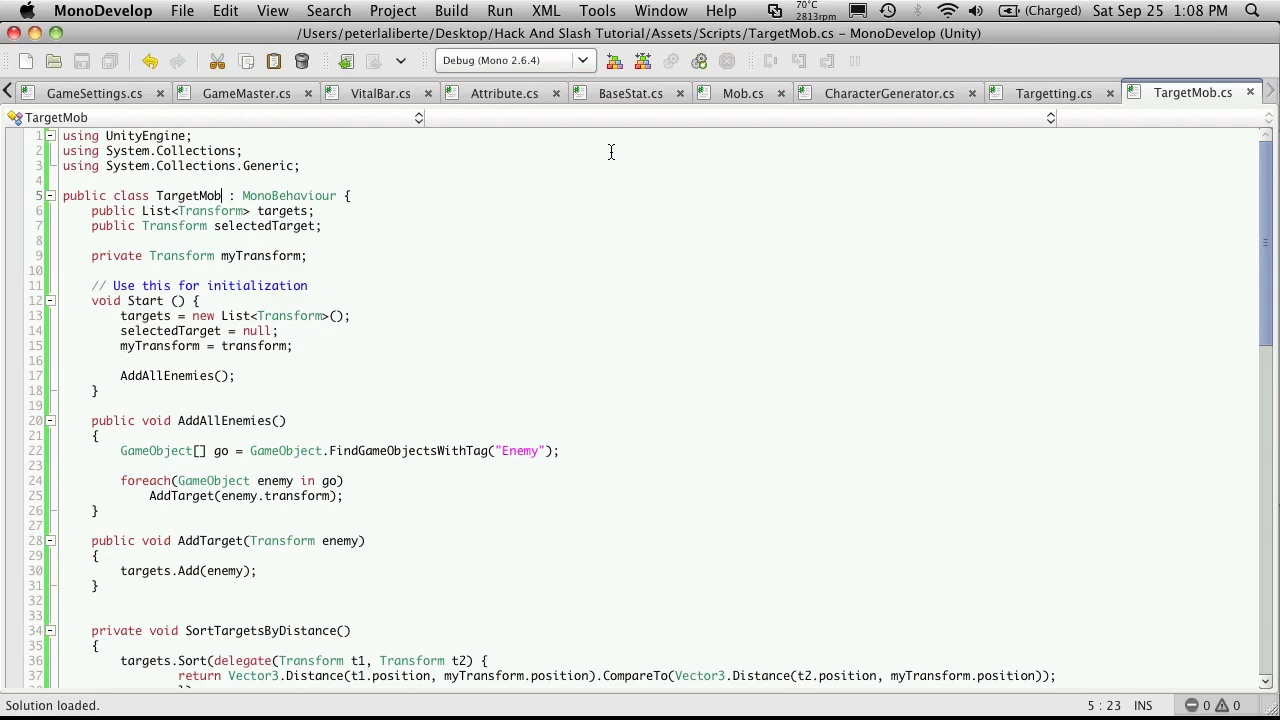 MonoDevelop File Edit View Search Project Build Run XML Tools Window Help 70°C 2813rpm (Charged) Sat Sep 25 1:08 PM
/Users/peterlaliberte/Desktop/Hack And Slash Tutorial/Assets/Scripts/TargetMob.cs - MonoDevelop (Unity)
Debug (Mono 2.6.4)
GameSettings.cs GameMaster.cs VitalBar.cs Attribute.cs BaseStat.cs Mob.cs CharacterGenerator.cs Targetting.cs TargetMob.cs
TargetMob
1 using UnityEngine;
2 using System.Collections;
3 using System.Collections.Generic;
4
5 public class TargetMob : MonoBehaviour {
6 public List<Transform> targets;
7 public Transform selectedTarget;
8
9 private Transform myTransform;
10
11 // Use this for initialization
12 void Start () {
13 targets = new List<Transform>();
14 selectedTarget = null;
15 myTransform = transform;
16
17 AddAllEnemies();
18 }
19
20 public void AddAllEnemies()
21 {
22 GameObject[] go = GameObject.FindGameObjectsWithTag("Enemy");
23
24 foreach(GameObject enemy in go)
25 AddTarget(enemy.transform);
26 }
27
28 public void AddTarget(Transform enemy)
29 {
30 targets.Add(enemy);
31 }
32
33
34 private void SortTargetsByDistance()
35 {
36 targets.Sort(delegate(Transform t1, Transform t2) {
37 return Vector3.Distance(t1.position, myTransform.position).CompareTo(Vector3.Distance(t2.position, myTransform.position));
Solution loaded. 5 : 23 INS 0 0